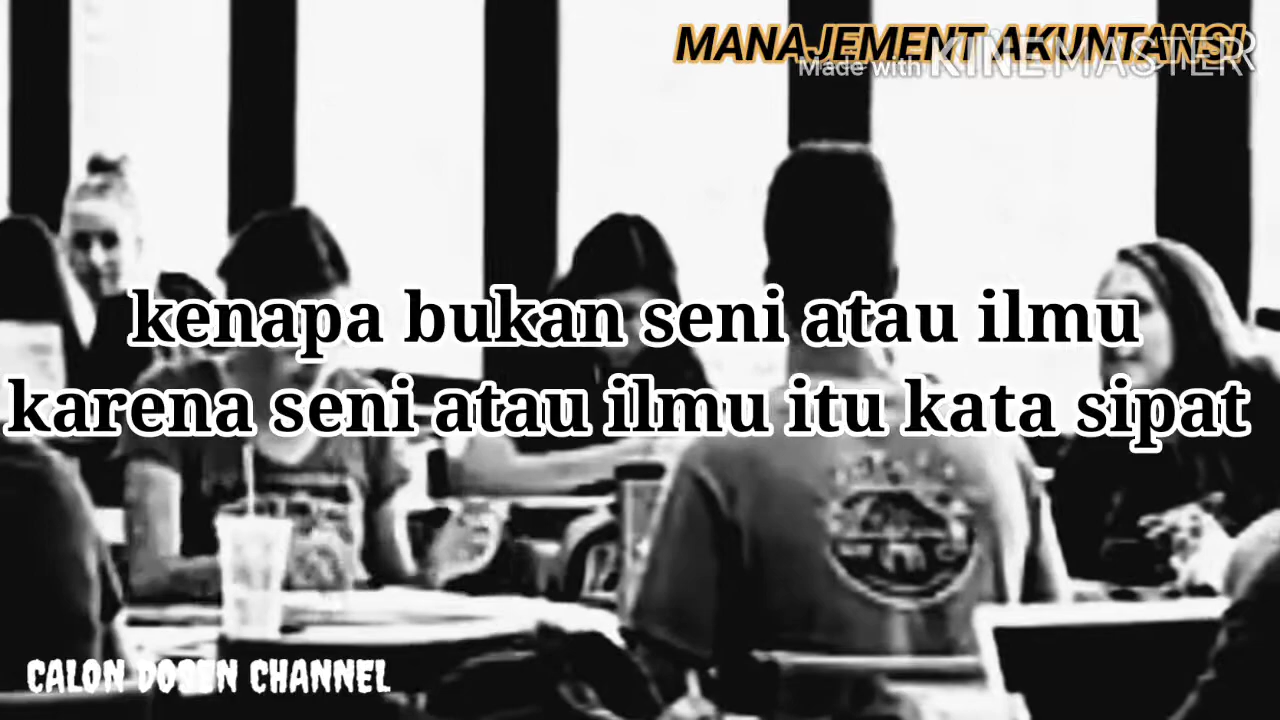 MANAJEMENT AKUNTANSI
Made with KINEMASTER
kenapa bukan seni atau ilmu
karena seni atau ilmu itu kata sipat
CALON DOSEN CHANNEL